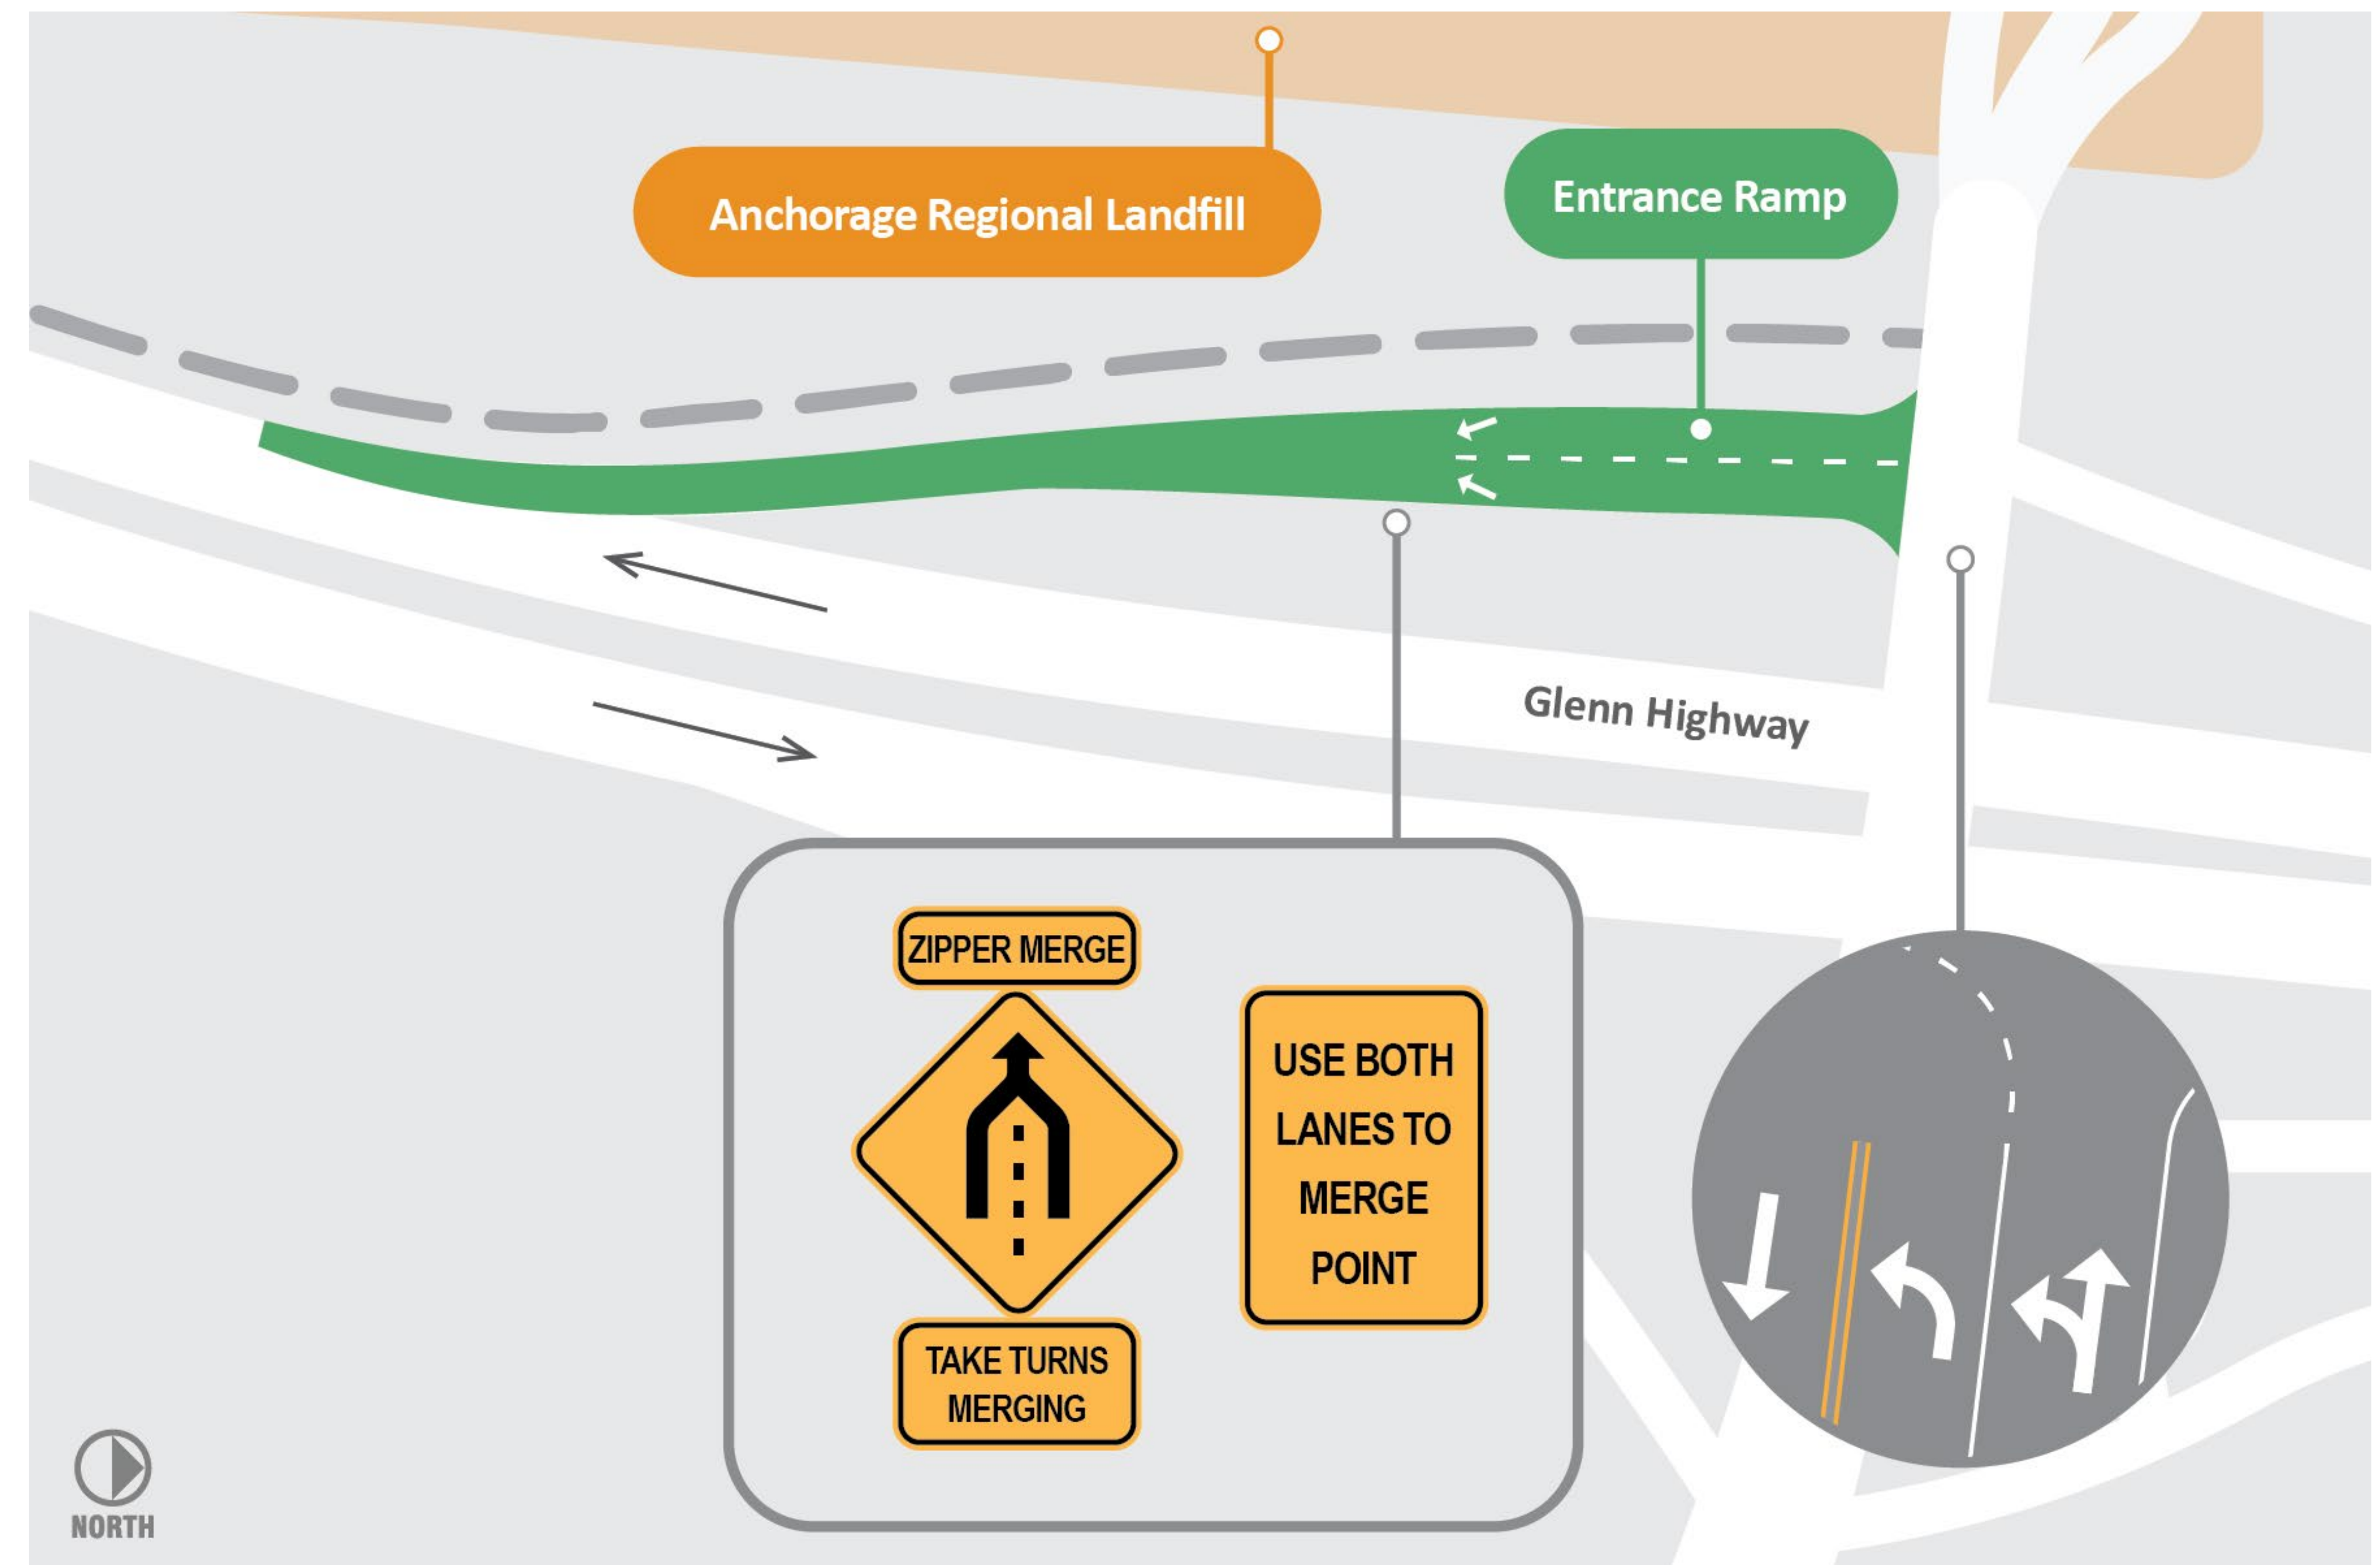 Anchorage Regional Landfill
Entrance Ramp
Glenn Highway
ZIPPER MERGE
TAKE TURNS
MERGING
USE BOTH
LANES TO
MERGE
POINT
NORTH